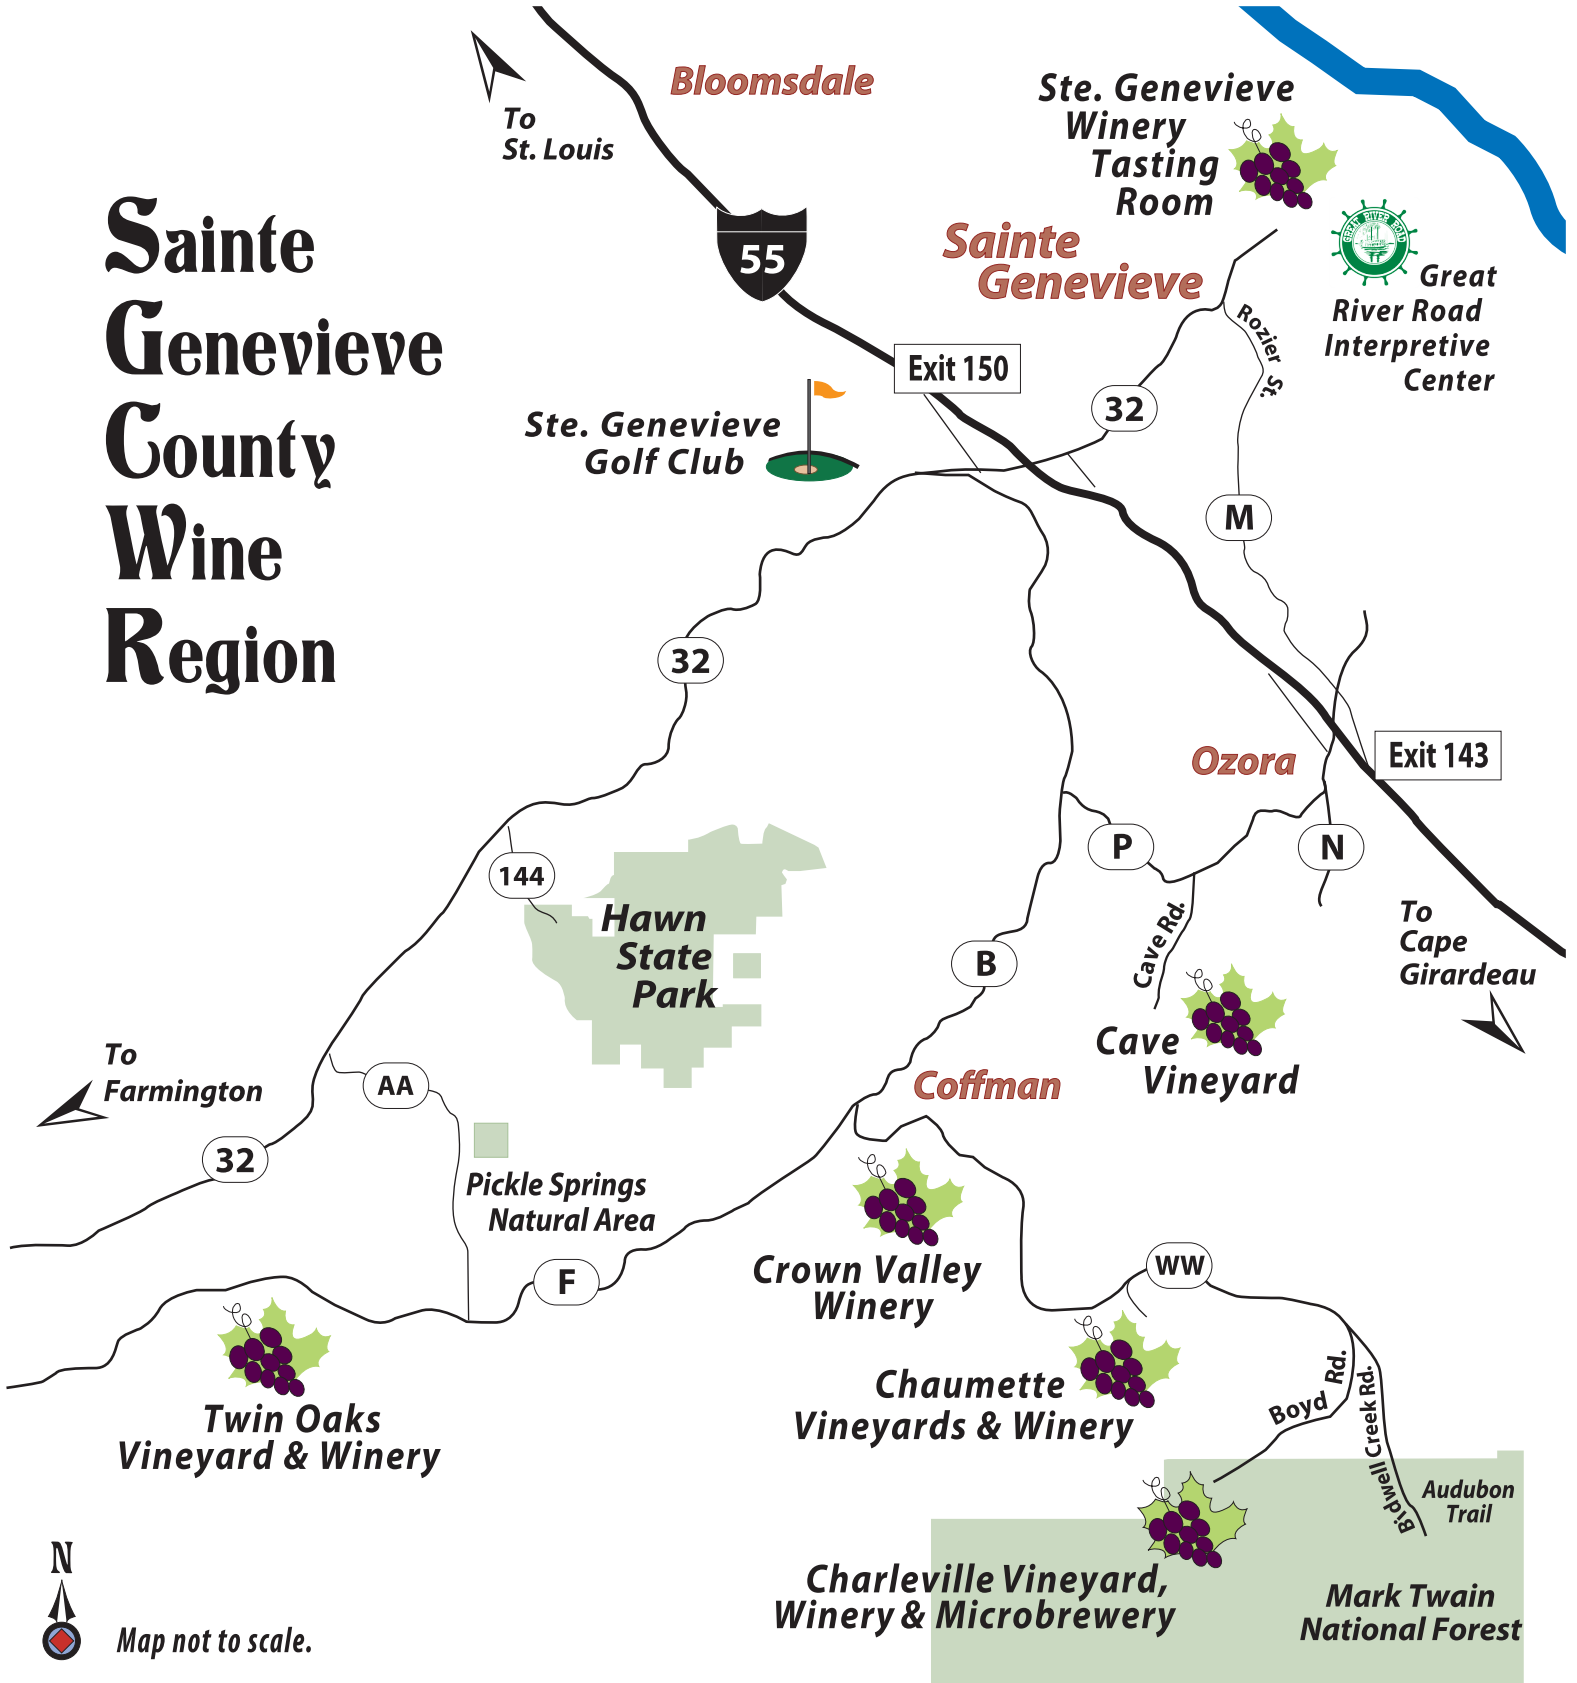 Bloomsdale
To
St. Louis
Ste. Genevieve
Winery
Tasting
Room
Sainte
Genevieve
County
Wine
Region
55
Sainte
Genevieve
GREAT RIVER ROAD
Great
River Road
Interpretive
Center
Rozier St.
Exit 150
32
Ste. Genevieve
Golf Club
M
32
Ozora
Exit 143
P
N
144
Hawn
State
Park
B
Cave Rd.
To
Cape
Girardeau
Cave
Vineyard
To
Farmington
AA
Coffman
32
Pickle Springs
Natural Area
F
Crown Valley
Winery
WW
Chaumette
Vineyards & Winery
Boyd Rd.
Bidwell Creek Rd.
Twin Oaks
Vineyard & Winery
Audubon
Trail
Charleville Vineyard,
Winery & Microbrewery
Mark Twain
National Forest
N
Map not to scale.